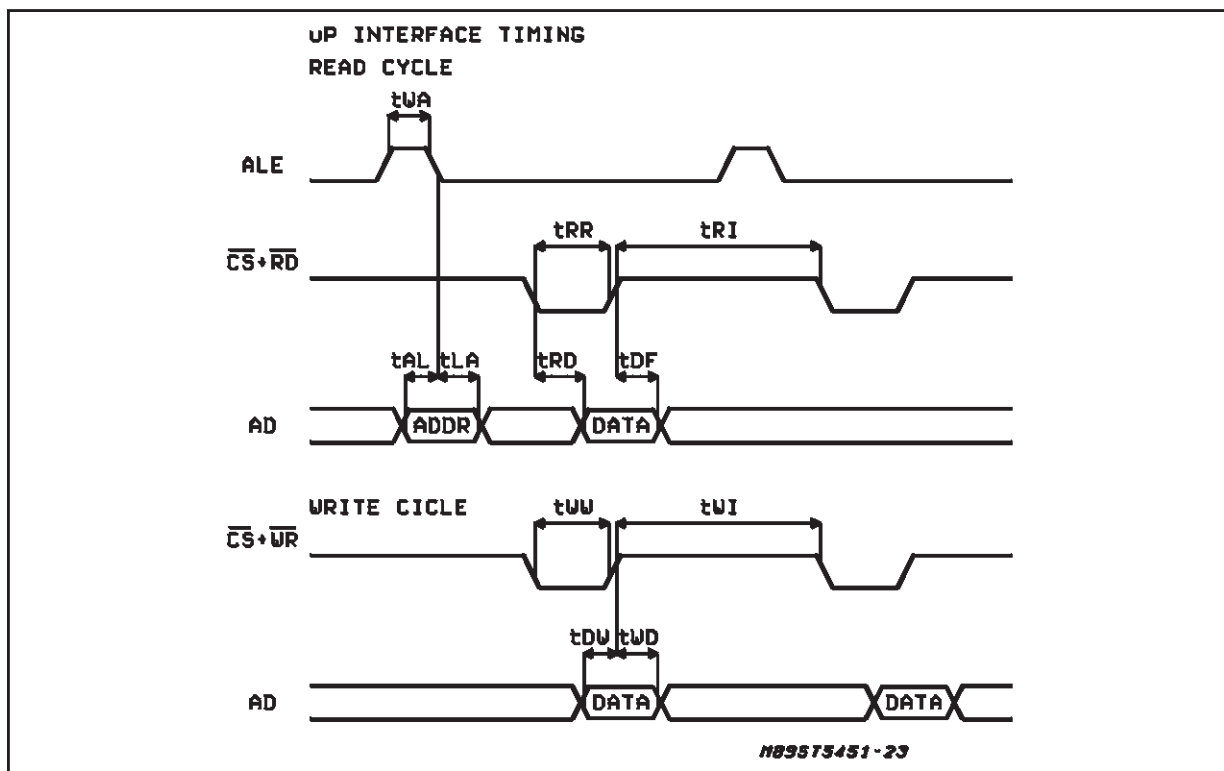 uP INTERFACE TIMING
READ CYCLE
tWA
ALE
tRR tRI
CS+RD
tAL tLA tRD tDF
AD ADDR DATA
WRITE CICLE tWW tWI
CS+WR
tDW tWD
AD DATA DATA
M89ST5451-23